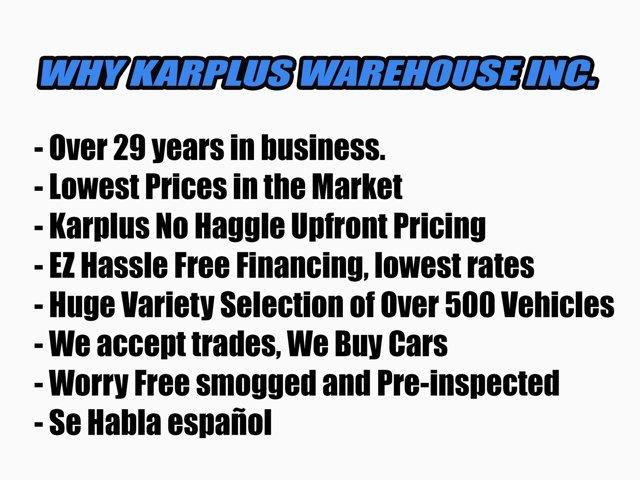 WHY KARPLUS WAREHOUSE INC.
- Over 29 years in business.
- Lowest Prices in the Market
- Karplus No Haggle Upfront Pricing
- EZ Hassle Free Financing, lowest rates
- Huge Variety Selection of Over 500 Vehicles
- We accept trades, We Buy Cars
- Worry Free smogged and Pre-inspected
- Se Habla español